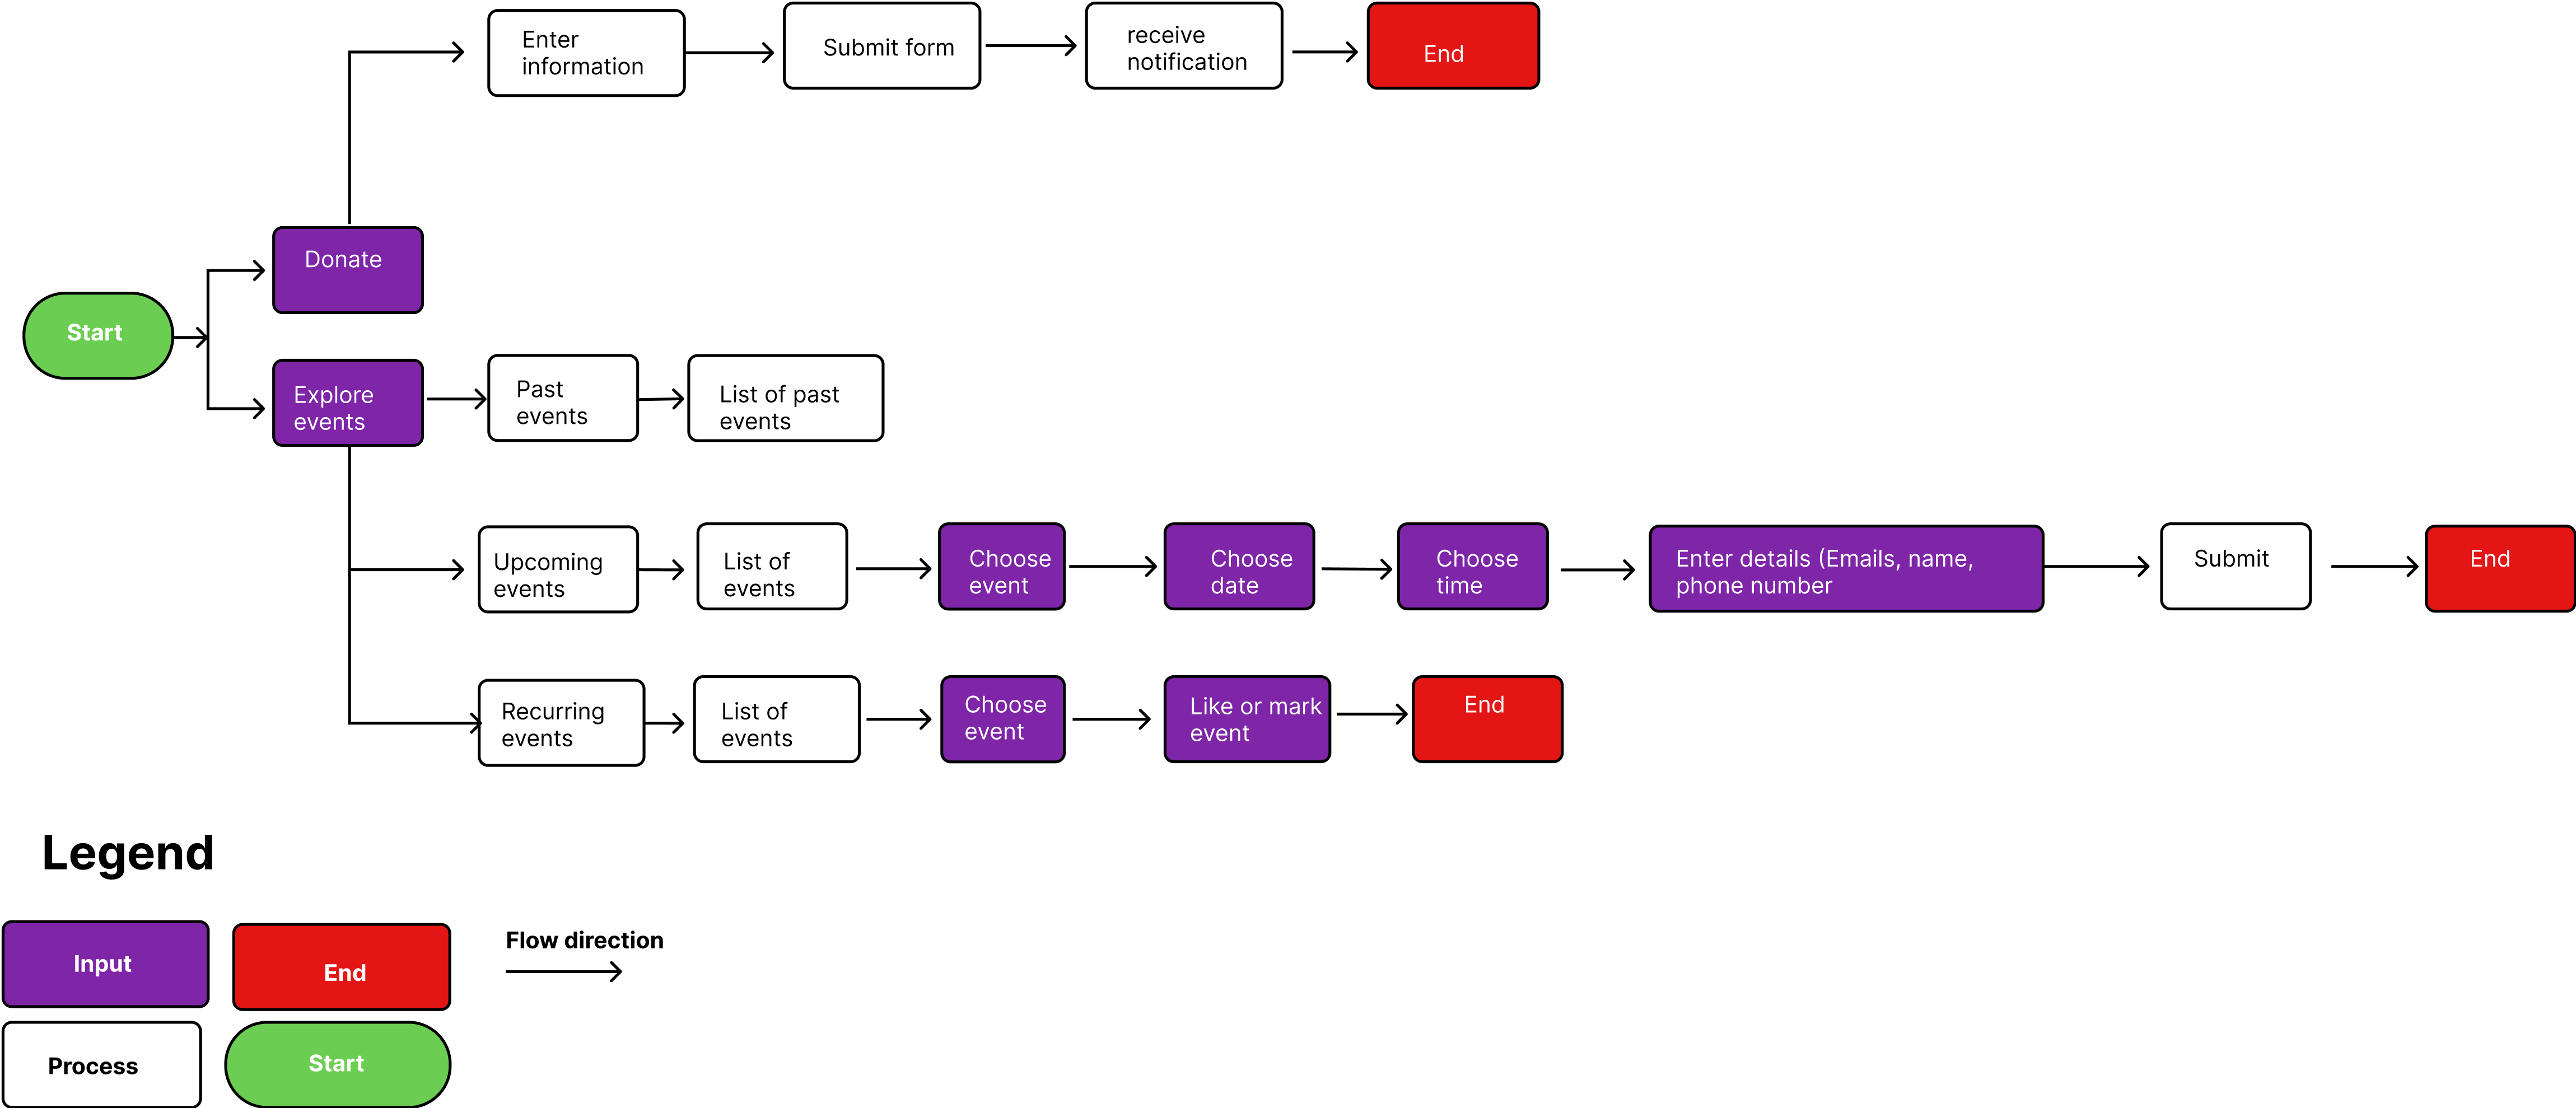 Enter
information
Submit form
receive
notification
End
Donate
Start
Explore
events
Past
events
List of past
events
Upcoming
events
List of
events
Choose
event
Choose
date
Choose
time
Enter details (Emails, name,
phone number
Submit
End
Recurring
events
List of
events
Choose
event
Like or mark
event
End
Legend
Input
End
Flow direction
Process
Start